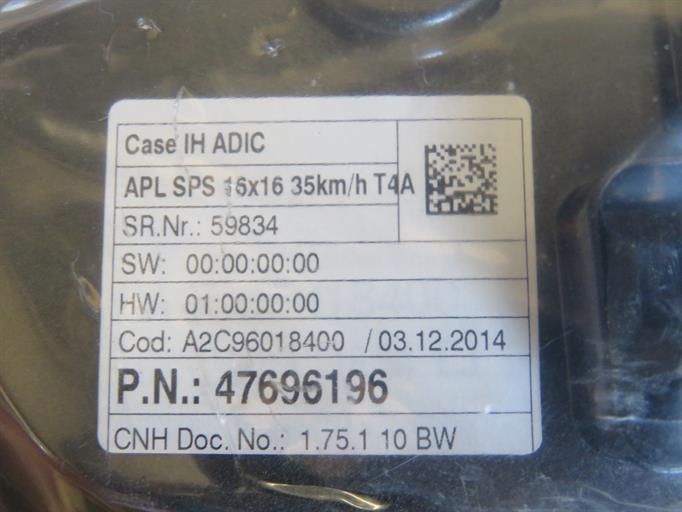 Case IH ADIC
APL SPS 16x16 35km/h T4A
SR.Nr.: 59834
SW: 00:00:00:00
HW: 01:00:00:00
Cod: A2C96018400 / 03.12.2014
P.N.: 47696196
CNH Doc. No.: 1.75.1 10 BW